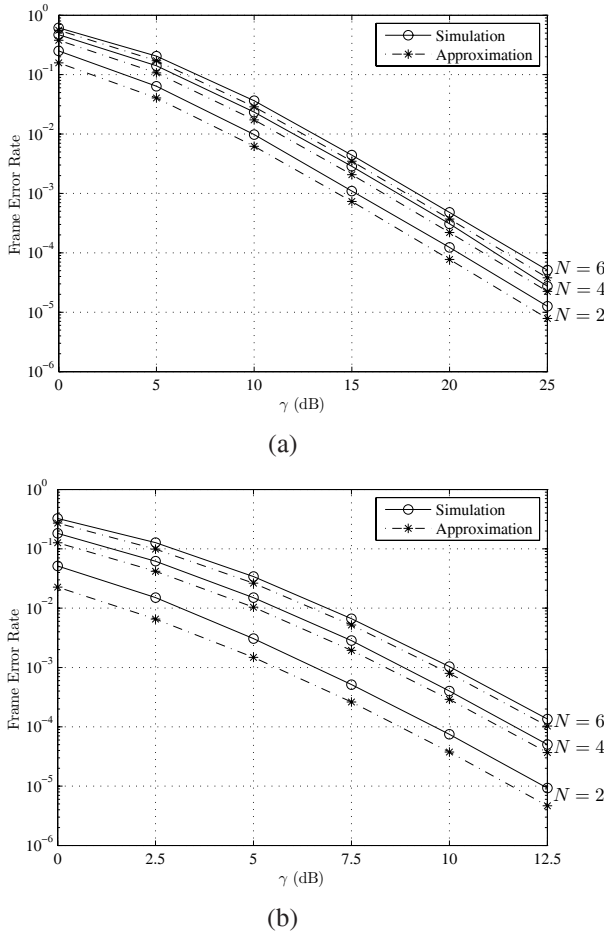 10^0
10^-1
10^-2
10^-3
10^-4
10^-5
10^-6
Frame Error Rate
Simulation
Approximation
N = 6
N = 4
N = 2
0 5 10 15 20 25
γ (dB)
(a)
10^0
10^-1
10^-2
10^-3
10^-4
10^-5
10^-6
Frame Error Rate
Simulation
Approximation
N = 6
N = 4
N = 2
0 2.5 5 7.5 10 12.5
γ (dB)
(b)